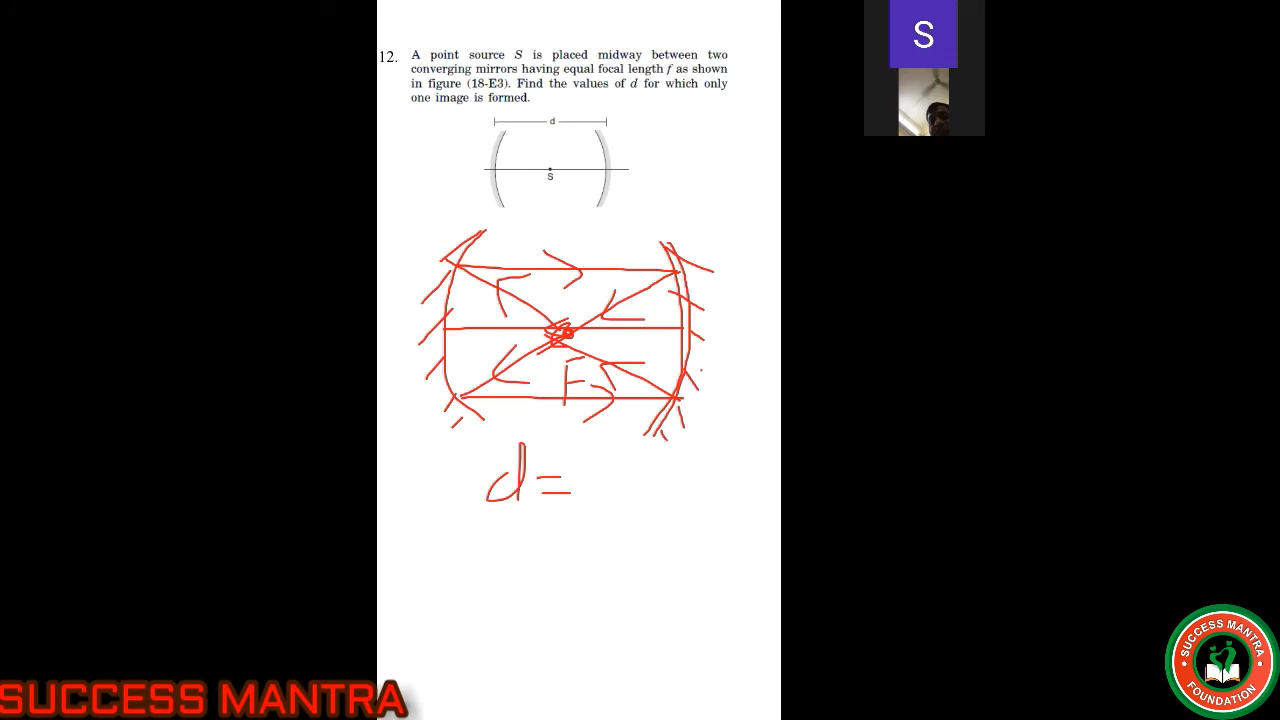 S
12. A point source S is placed midway between two
converging mirrors having equal focal length f as shown
in figure (18-E3). Find the values of d for which only
one image is formed.
d
S
F
d =
SUCCESS MANTRA
SUCCESS MANTRA
FOUNDATION